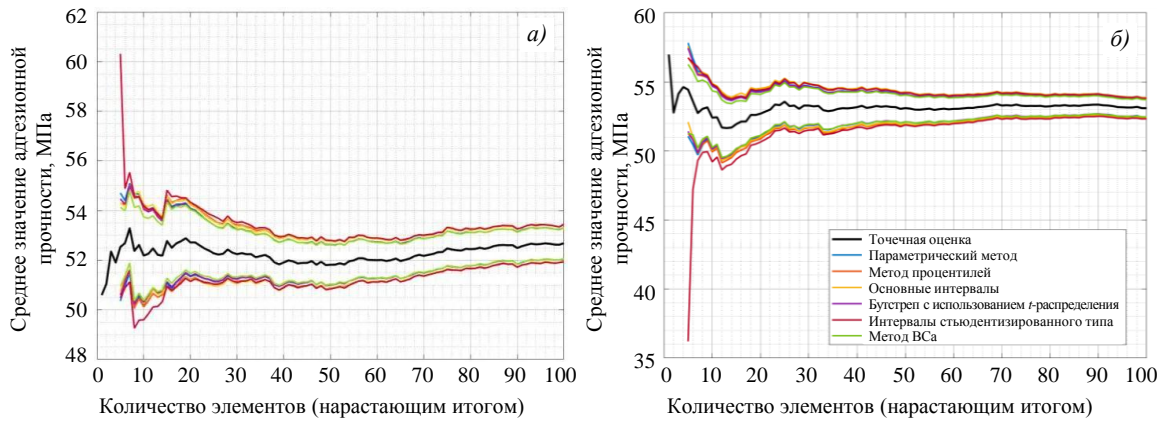 62
60
58
56
54
52
50
48
Среднее значение адгезионной
прочности, МПа
а)
0 10 20 30 40 50 60 70 80 90 100
Количество элементов (нарастающим итогом)
60
55
50
45
40
35
Среднее значение адгезионной
прочности, МПа
б)
Точечная оценка
Параметрический метод
Метод процентилей
Основные интервалы
Бутстреп с использованием t-распределения
Интервалы стьюдентизированного типа
Метод BCa
0 10 20 30 40 50 60 70 80 90 100
Количество элементов (нарастающим итогом)